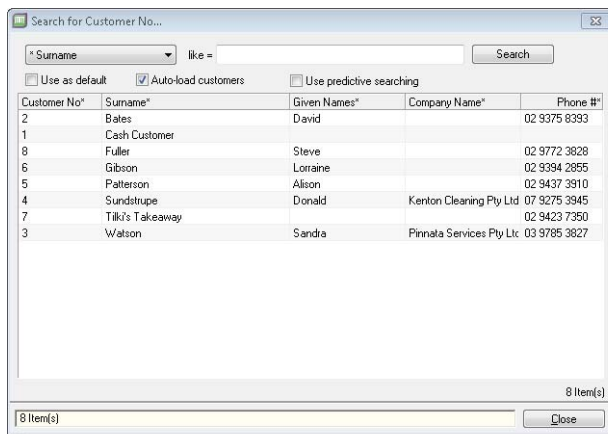 Search for Customer No...
* Surname like = Search
Use as default Auto-load customers Use predictive searching
Customer No* Surname* Given Names* Company Name* Phone #*
2 Bates David 02 9375 8393
1 Cash Customer
8 Fuller Steve 02 9772 3828
6 Gibson Lorraine 02 9394 2855
5 Patterson Alison 02 9437 3910
4 Sundstrupe Donald Kenton Cleaning Pty Ltd 07 9275 3945
7 Tilki's Takeaway 02 9423 7350
3 Watson Sandra Pinnata Services Pty Ltc 03 9785 3827
8 Item(s)
8 Item(s) Close